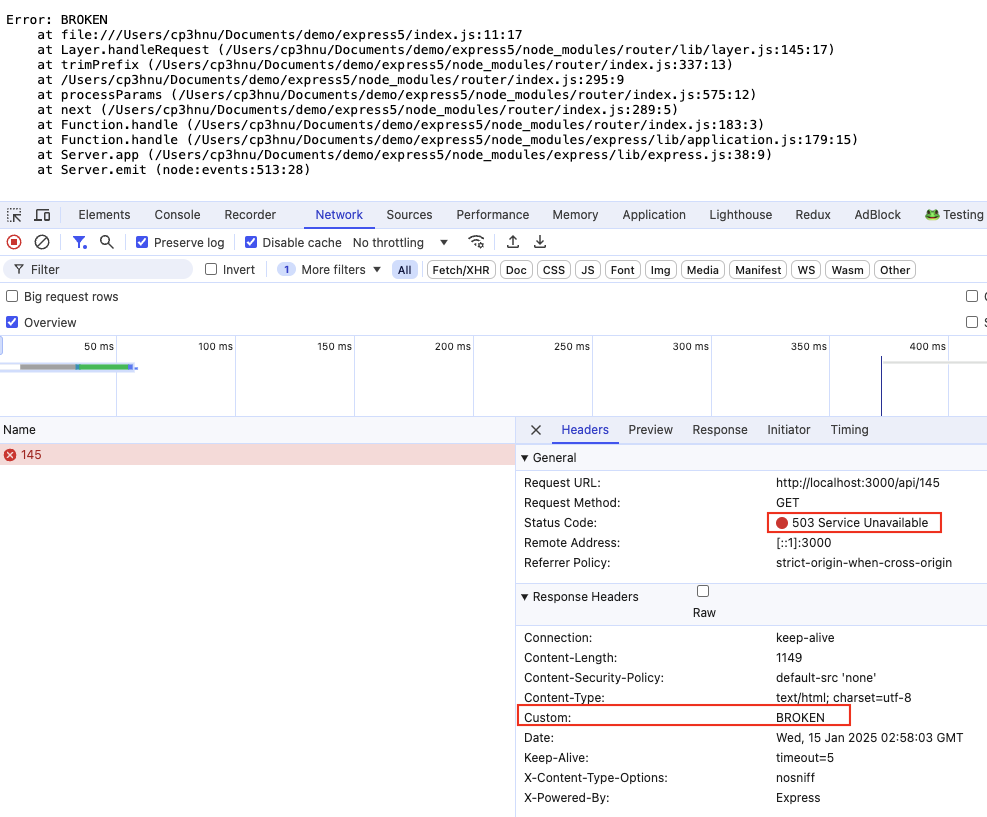 Error: BROKEN
    at file:///Users/cp3hnu/Documents/demo/express5/index.js:11:17
    at Layer.handleRequest (/Users/cp3hnu/Documents/demo/express5/node_modules/router/lib/layer.js:145:17)
    at trimPrefix (/Users/cp3hnu/Documents/demo/express5/node_modules/router/index.js:337:13)
    at /Users/cp3hnu/Documents/demo/express5/node_modules/router/index.js:295:9
    at processParams (/Users/cp3hnu/Documents/demo/express5/node_modules/router/index.js:575:12)
    at next (/Users/cp3hnu/Documents/demo/express5/node_modules/router/index.js:289:5)
    at Function.handle (/Users/cp3hnu/Documents/demo/express5/node_modules/router/index.js:183:3)
    at Function.handle (/Users/cp3hnu/Documents/demo/express5/node_modules/express/lib/application.js:179:15)
    at Server.app (/Users/cp3hnu/Documents/demo/express5/node_modules/express/lib/express.js:38:9)
    at Server.emit (node:events:513:28)
Elements Console Recorder Network Sources Performance Memory Application Lighthouse Redux AdBlock 🐸 Testing
Preserve log Disable cache No throttling
Filter Invert 1 More filters All Fetch/XHR Doc CSS JS Font Img Media Manifest WS Wasm Other
Big request rows
Overview
50 ms 100 ms 150 ms 200 ms 250 ms 300 ms 350 ms 400 ms
Name
145
Headers Preview Response Initiator Timing
General
Request URL: http://localhost:3000/api/145
Request Method: GET
Status Code: 503 Service Unavailable
Remote Address: [::1]:3000
Referrer Policy: strict-origin-when-cross-origin
Response Headers
Raw
Connection: keep-alive
Content-Length: 1149
Content-Security-Policy: default-src 'none'
Content-Type: text/html; charset=utf-8
Custom: BROKEN
Date: Wed, 15 Jan 2025 02:58:03 GMT
Keep-Alive: timeout=5
X-Content-Type-Options: nosniff
X-Powered-By: Express